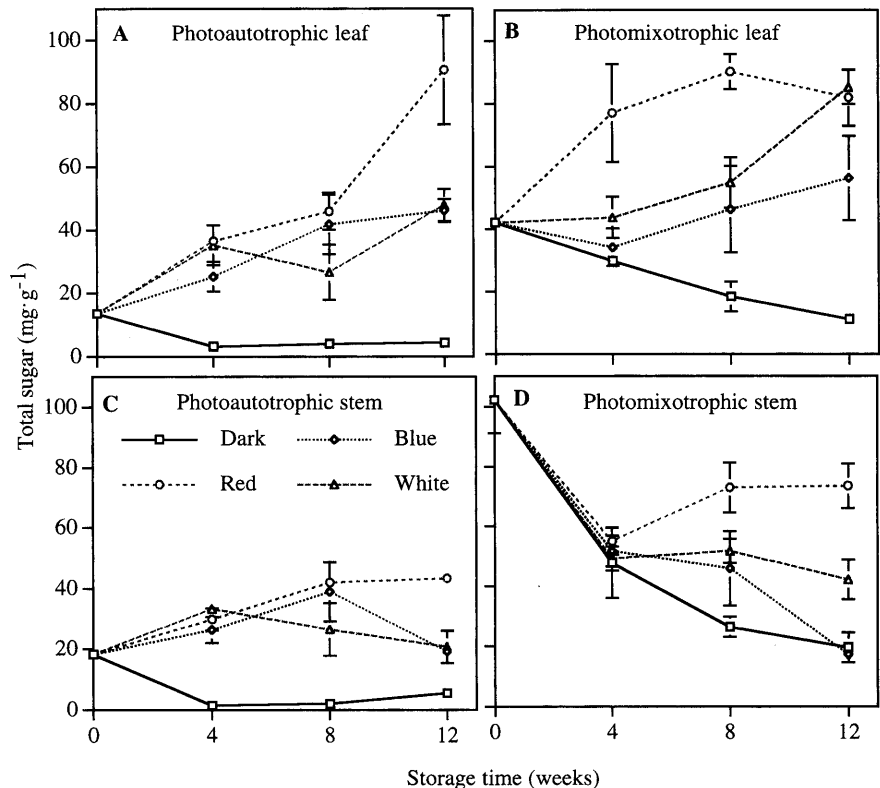 A Photoautotrophic leaf
B Photomixotrophic leaf
100
80
60
40
20
0
Total sugar (mg·g⁻¹)
C Photoautotrophic stem
Dark Blue
Red White
D Photomixotrophic stem
100
80
60
40
20
0
0 4 8 12
0 4 8 12
Storage time (weeks)